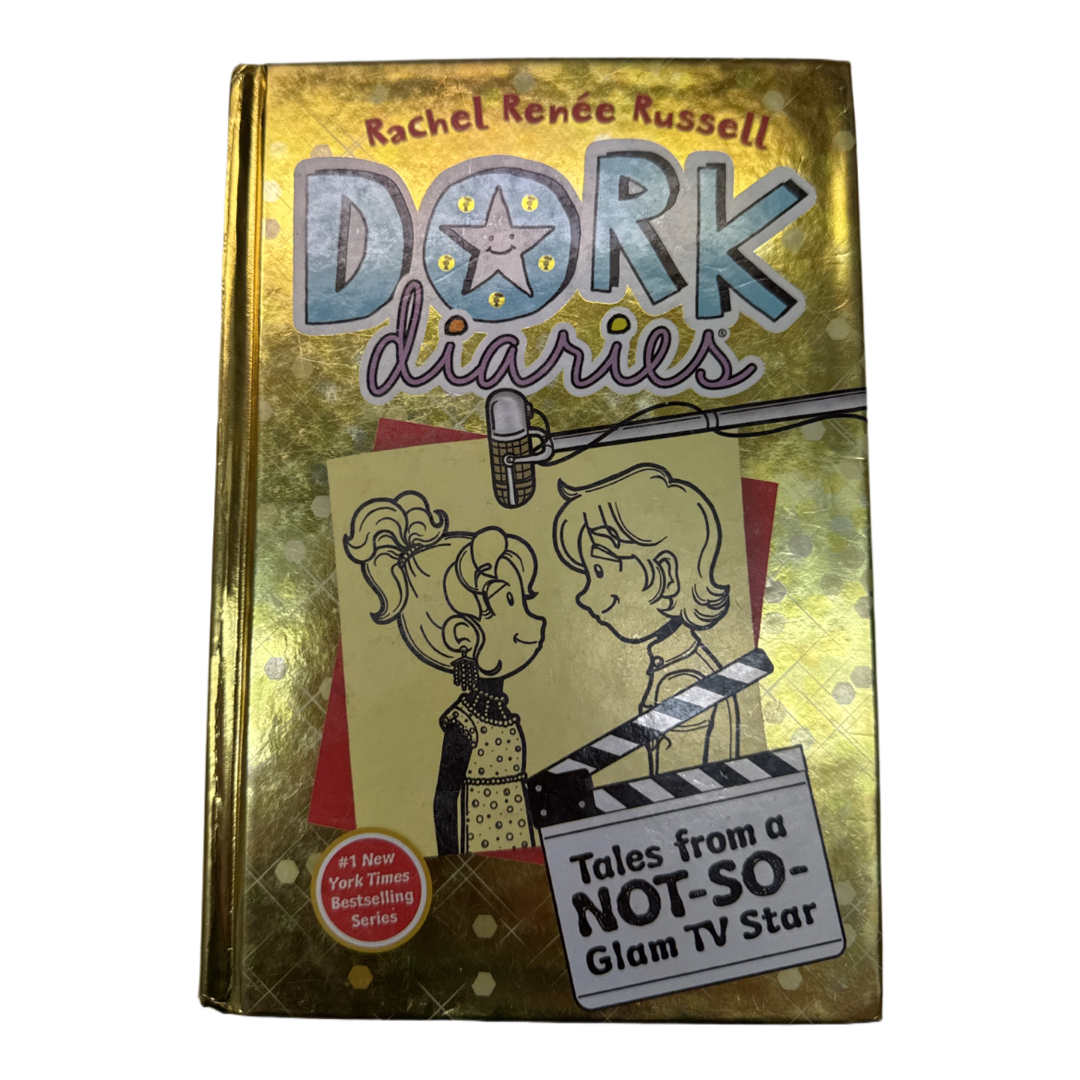 Rachel Renée Russell
DORK
diaries®
Tales from a
NOT-SO-
Glam TV Star
#1 New
York Times
Bestselling
Series